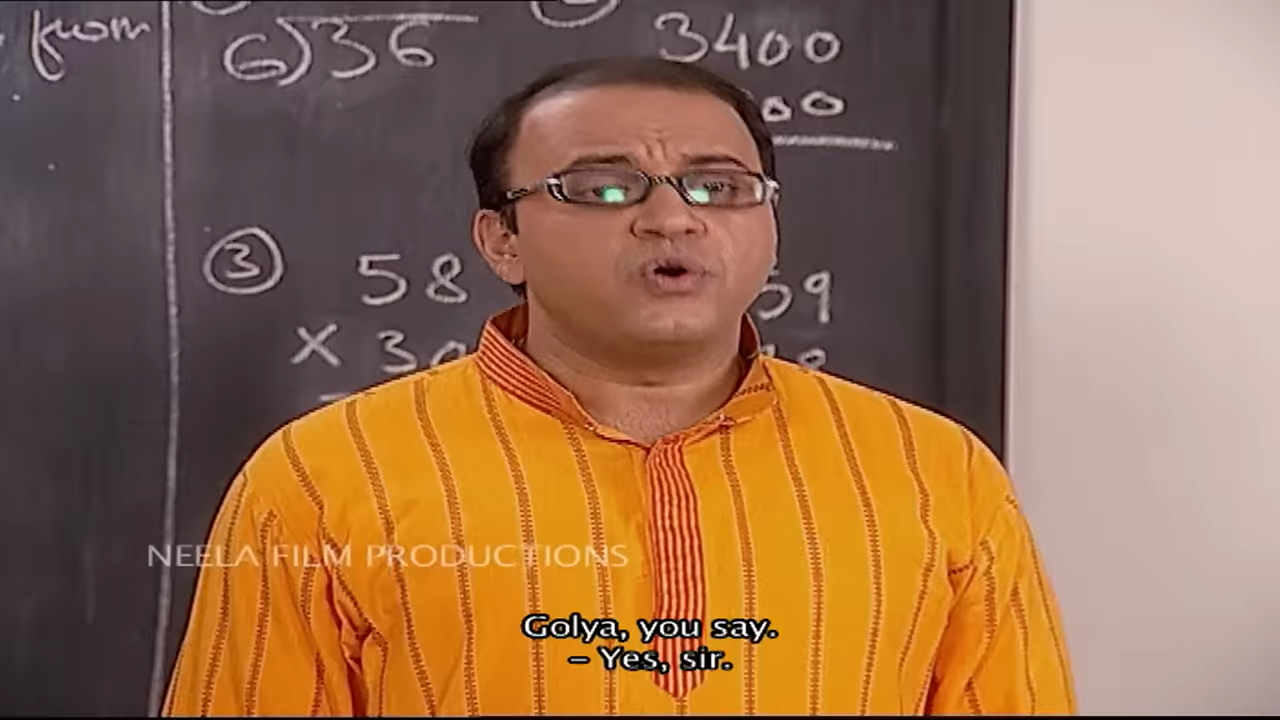 from
6)36
3400
00
③ 58
59
× 30
NEELA FILM PRODUCTIONS
Golya, you say.
– Yes, sir.